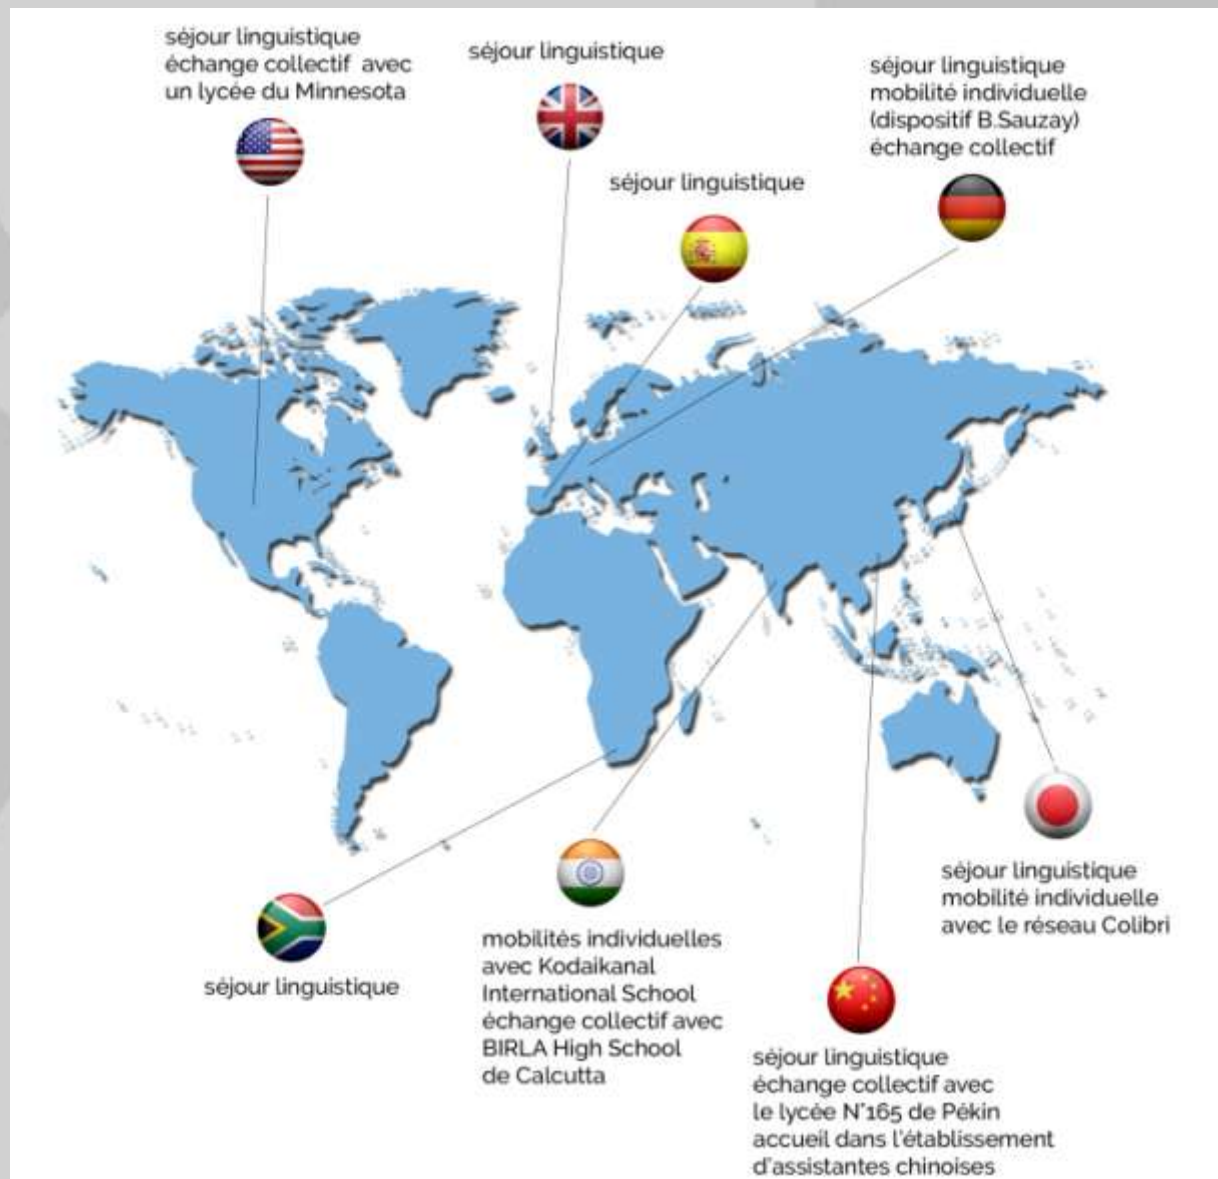 séjour linguistique
échange collectif avec
un lycée du Minnesota
séjour linguistique
séjour linguistique
mobilité individuelle
(dispositif B.Sauzay)
échange collectif
séjour linguistique
séjour linguistique
mobilité individuelle
avec le réseau Colibri
séjour linguistique
mobilités individuelles
avec Kodaikanal
International School
échange collectif avec
BIRLA High School
de Calcutta
séjour linguistique
échange collectif avec
le lycée N°165 de Pékin
accueil dans l'établissement
d'assistantes chinoises